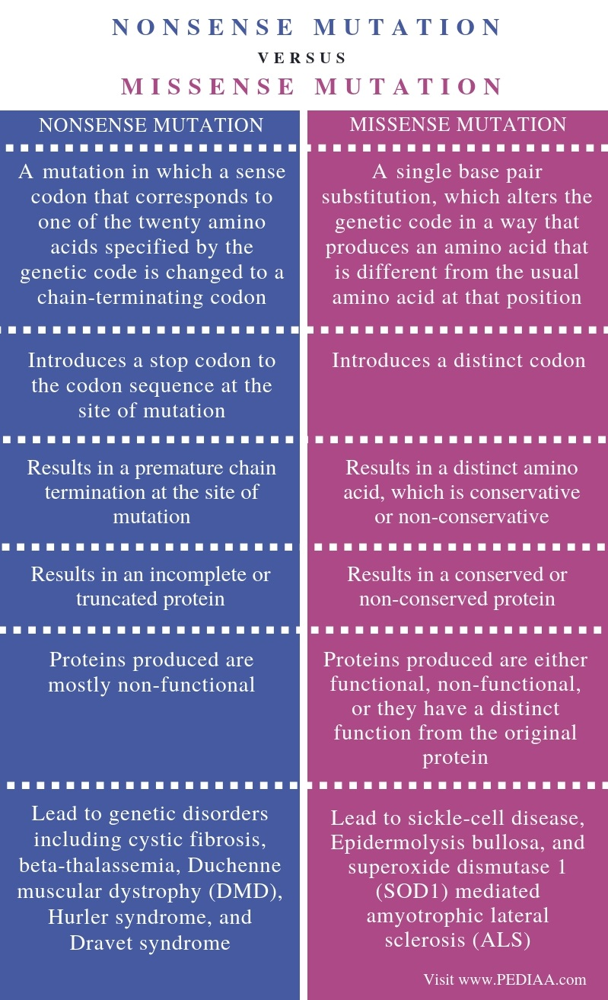 NONSENSE MUTATION
VERSUS
MISSENSE MUTATION
NONSENSE MUTATION
A mutation in which a sense
codon that corresponds to
one of the twenty amino
acids specified by the
genetic code is changed to a
chain-terminating codon
Introduces a stop codon to
the codon sequence at the
site of mutation
Results in a premature chain
termination at the site of
mutation
Results in an incomplete or
truncated protein
Proteins produced are
mostly non-functional
Lead to genetic disorders
including cystic fibrosis,
beta-thalassemia, Duchenne
muscular dystrophy (DMD),
Hurler syndrome, and
Dravet syndrome
MISSENSE MUTATION
A single base pair
substitution, which alters the
genetic code in a way that
produces an amino acid that
is different from the usual
amino acid at that position
Introduces a distinct codon
Results in a distinct amino
acid, which is conservative
or non-conservative
Results in a conserved or
non-conserved protein
Proteins produced are either
functional, non-functional,
or they have a distinct
function from the original
protein
Lead to sickle-cell disease,
Epidermolysis bullosa, and
superoxide dismutase 1
(SOD1) mediated
amyotrophic lateral
sclerosis (ALS)
Visit www.PEDIAA.com